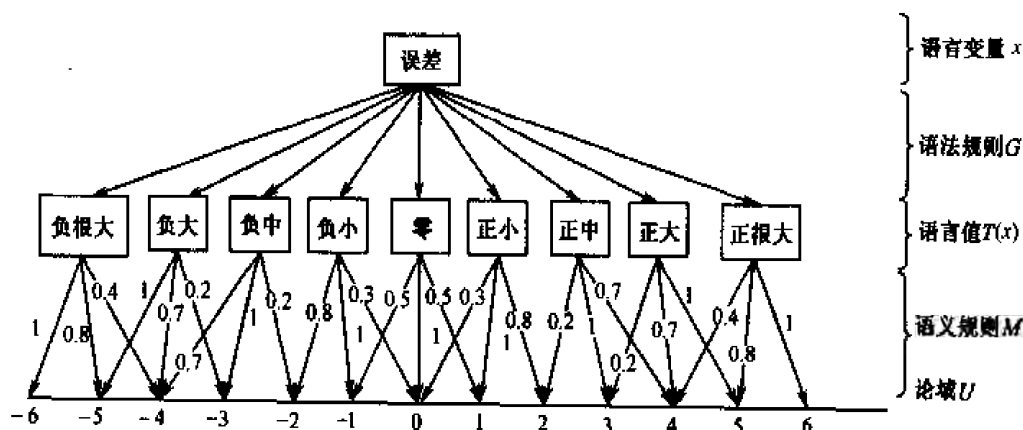 误差
语言变量 x
语法规则G
负很大 负大 负中 负小 零 正小 正中 正大 正很大
语言值T(x)
0.4 1 0.2 0.2 0.3 0.5 0.5 0.3 0.7 1 0.4
1 0.8 0.7 1 0.8 1 1 0.8 0.2 1 0.7 0.8 1
0.7 1 0.2
语义规则M
论域U
-6 -5 -4 -3 -2 -1 0 1 2 3 4 5 6